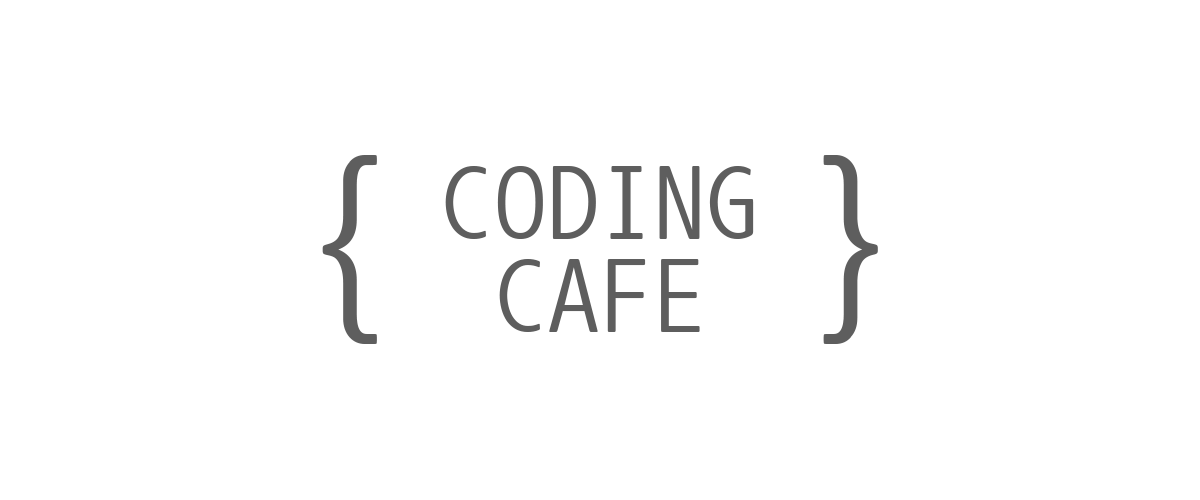 { CODING }
CAFE